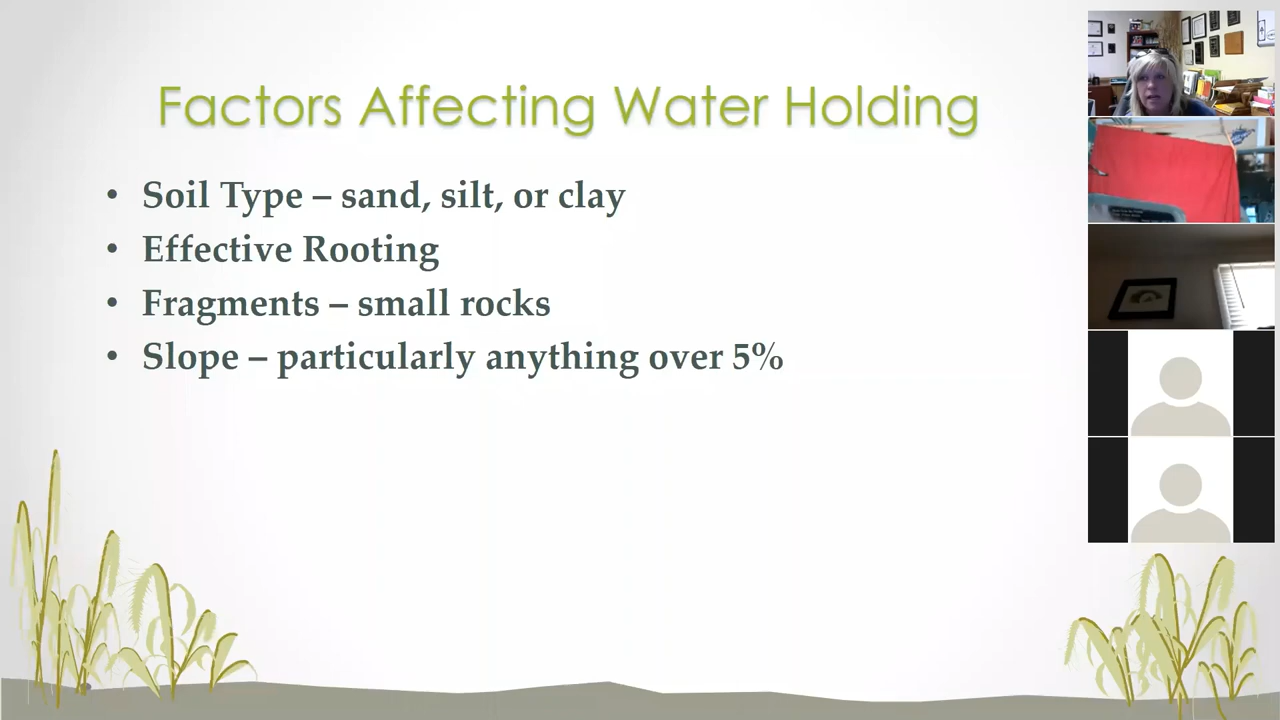 Factors Affecting Water Holding
• Soil Type – sand, silt, or clay
• Effective Rooting
• Fragments – small rocks
• Slope – particularly anything over 5%